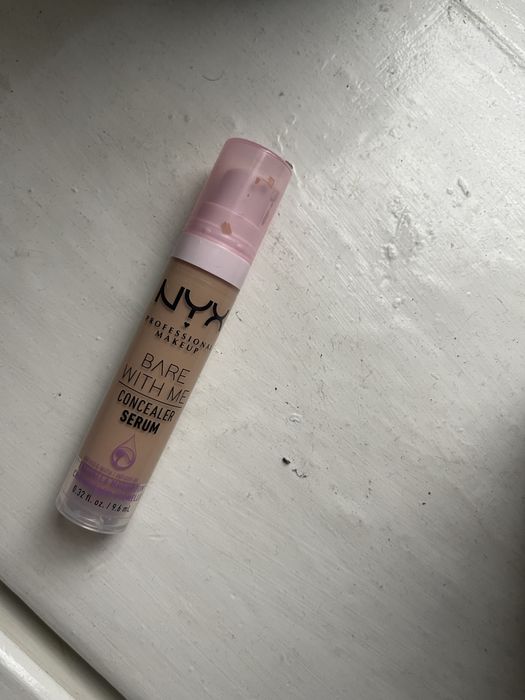 NYX
PROFESSIONAL
MAKEUP
BARE
WITH ME
CONCEALER
SERUM
0.32 fl. oz. / 9.6 mL